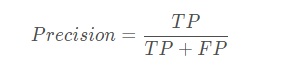 Precision = TP / (TP + FP)